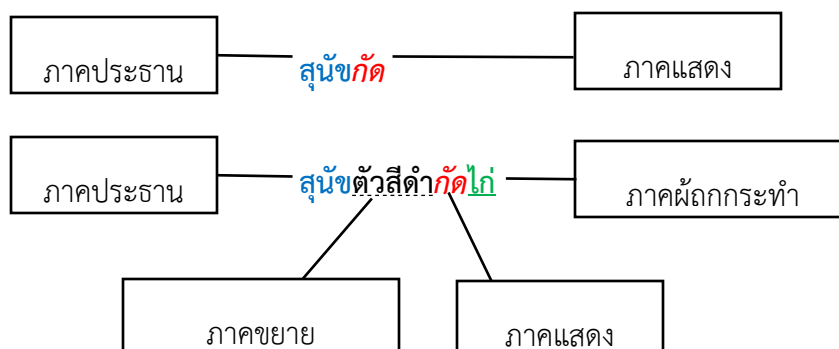 ภาคประธาน สุนัขกัด ภาคแสดง
ภาคประธาน สุนัขตัวสีดำกัดไก่ ภาคผ้ถกกระทำ
ภาคขยาย ภาคแสดง